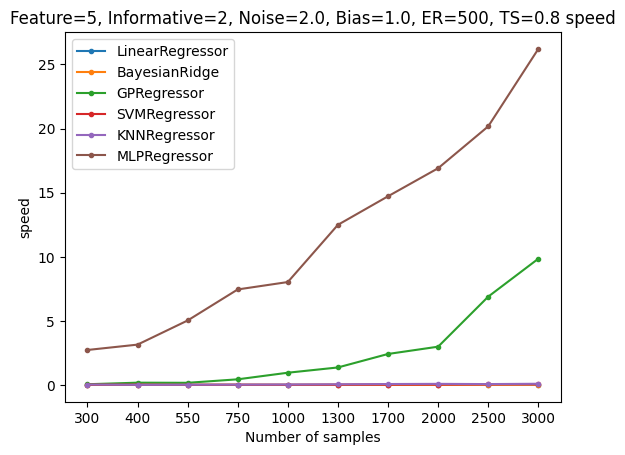 Feature=5, Informative=2, Noise=2.0, Bias=1.0, ER=500, TS=0.8 speed
LinearRegressor
BayesianRidge
GPRegressor
SVMRegressor
KNNRegressor
MLPRegressor
25
20
15
10
5
0
speed
300 400 550 750 1000 1300 1700 2000 2500 3000
Number of samples